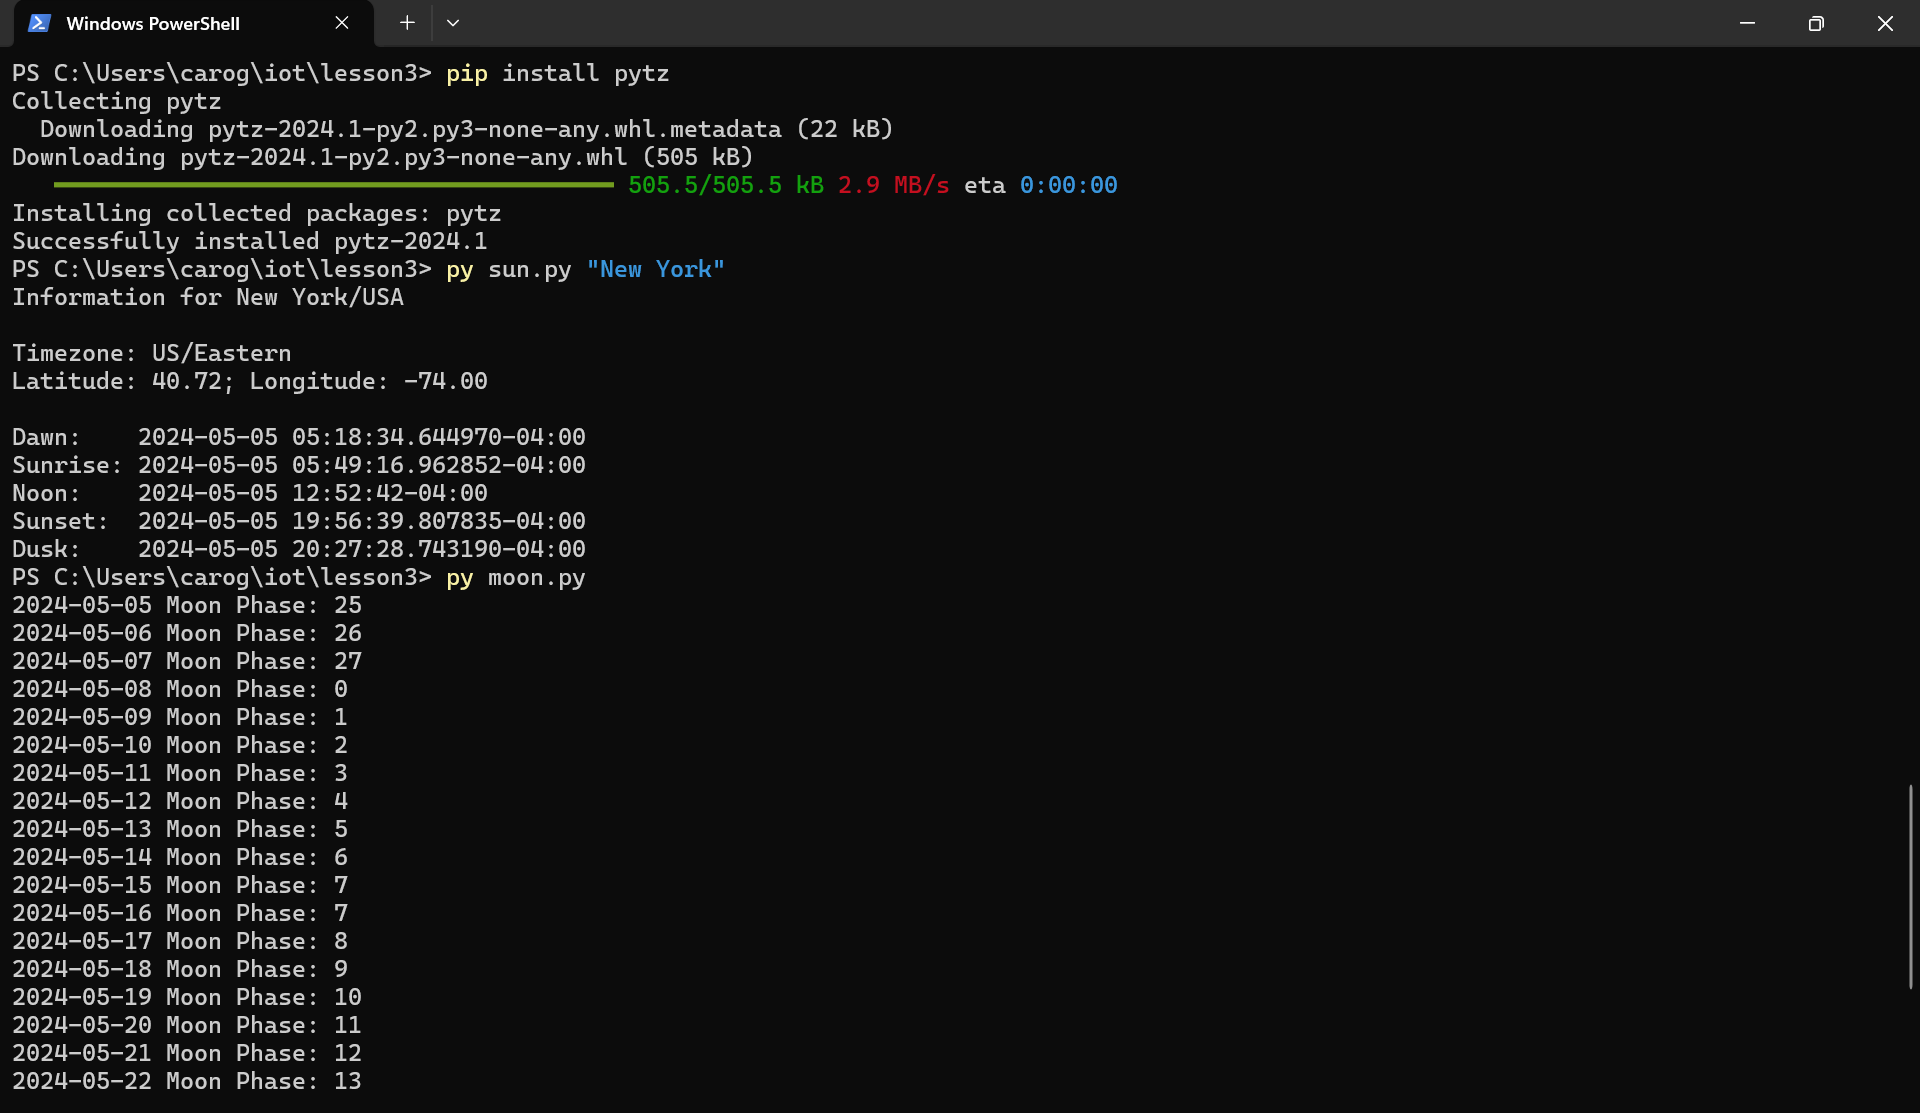 Windows PowerShell
PS C:\Users\carog\iot\lesson3> pip install pytz
Collecting pytz
  Downloading pytz-2024.1-py2.py3-none-any.whl.metadata (22 kB)
Downloading pytz-2024.1-py2.py3-none-any.whl (505 kB)
505.5/505.5 kB 2.9 MB/s eta 0:00:00
Installing collected packages: pytz
Successfully installed pytz-2024.1
PS C:\Users\carog\iot\lesson3> py sun.py "New York"
Information for New York/USA
Timezone: US/Eastern
Latitude: 40.72; Longitude: -74.00
Dawn:    2024-05-05 05:18:34.644970-04:00
Sunrise: 2024-05-05 05:49:16.962852-04:00
Noon:    2024-05-05 12:52:42-04:00
Sunset:  2024-05-05 19:56:39.807835-04:00
Dusk:    2024-05-05 20:27:28.743190-04:00
PS C:\Users\carog\iot\lesson3> py moon.py
2024-05-05 Moon Phase: 25
2024-05-06 Moon Phase: 26
2024-05-07 Moon Phase: 27
2024-05-08 Moon Phase: 0
2024-05-09 Moon Phase: 1
2024-05-10 Moon Phase: 2
2024-05-11 Moon Phase: 3
2024-05-12 Moon Phase: 4
2024-05-13 Moon Phase: 5
2024-05-14 Moon Phase: 6
2024-05-15 Moon Phase: 7
2024-05-16 Moon Phase: 7
2024-05-17 Moon Phase: 8
2024-05-18 Moon Phase: 9
2024-05-19 Moon Phase: 10
2024-05-20 Moon Phase: 11
2024-05-21 Moon Phase: 12
2024-05-22 Moon Phase: 13